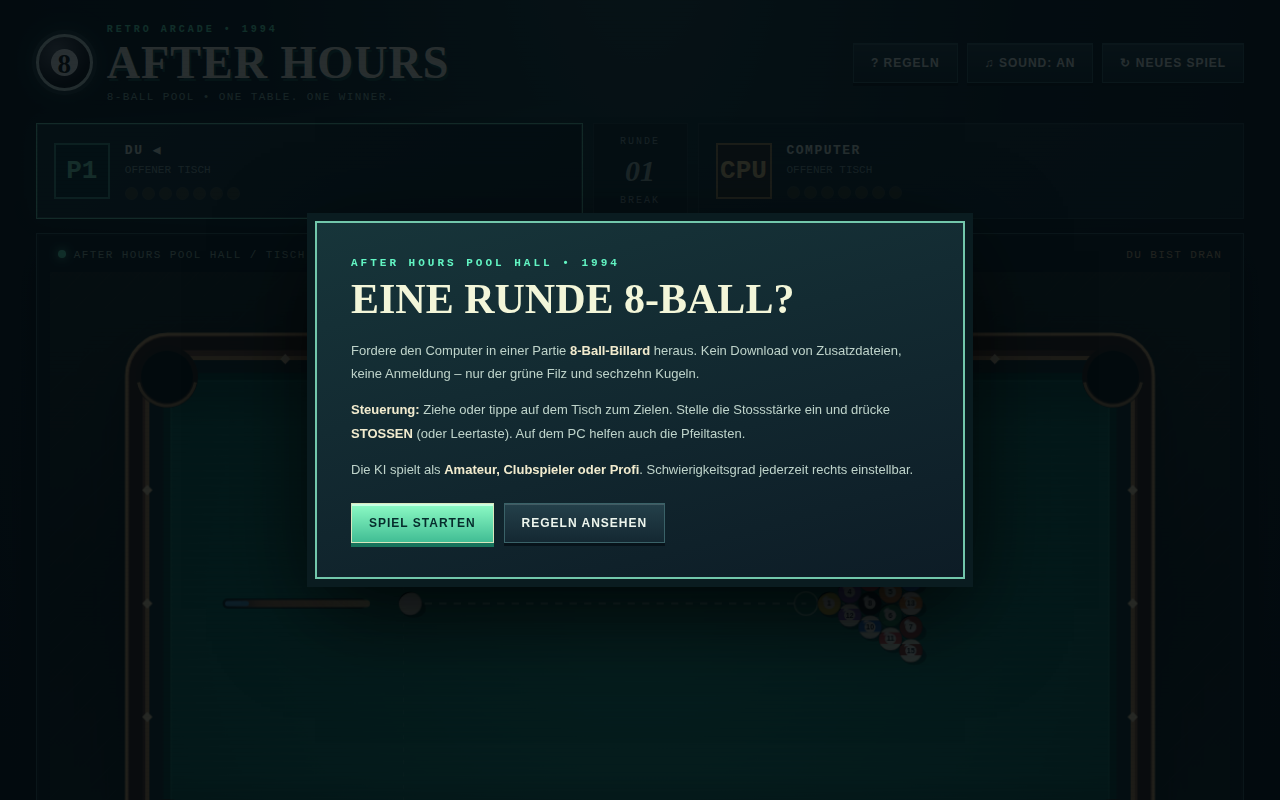 RETRO ARCADE • 1994
8 AFTER HOURS
8-BALL POOL • ONE TABLE. ONE WINNER.
? REGELN
♫ SOUND: AN
↻ NEUES SPIEL
P1
DU ◀
OFFENER TISCH
RUNDE
01
BREAK
CPU
COMPUTER
OFFENER TISCH
AFTER HOURS POOL HALL / TISCH
DU BIST DRAN
AFTER HOURS POOL HALL • 1994
EINE RUNDE 8-BALL?
Fordere den Computer in einer Partie 8-Ball-Billard heraus. Kein Download von Zusatzdateien,
keine Anmeldung – nur der grüne Filz und sechzehn Kugeln.
Steuerung: Ziehe oder tippe auf dem Tisch zum Zielen. Stelle die Stossstärke ein und drücke
STOSSEN (oder Leertaste). Auf dem PC helfen auch die Pfeiltasten.
Die KI spielt als Amateur, Clubspieler oder Profi. Schwierigkeitsgrad jederzeit rechts einstellbar.
SPIEL STARTEN
REGELN ANSEHEN